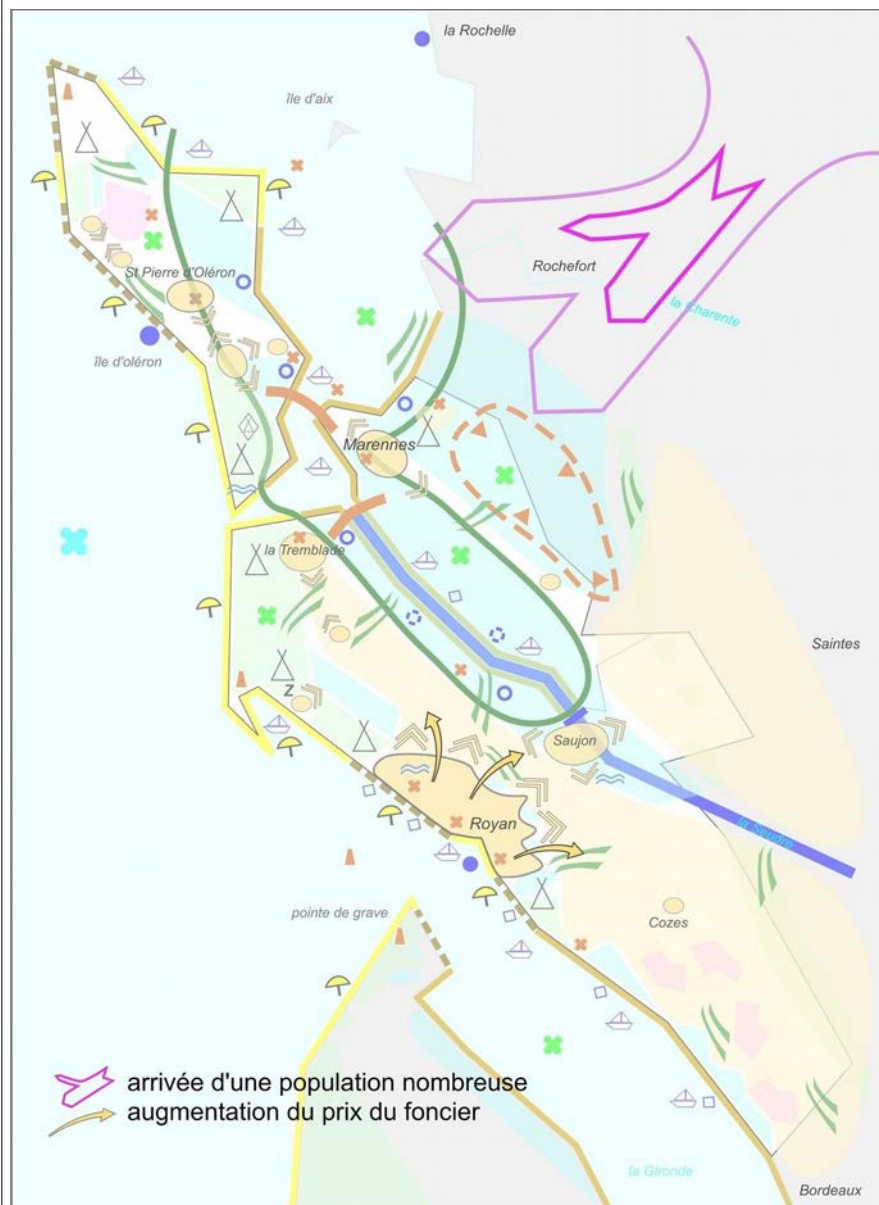 la Rochelle
île d'aix
Rochefort
la Charente
St Pierre d'Oléron
île d'oléron
Marennes
la Tremblade
Saintes
Z
Saujon
Royan
la Seudre
pointe de grave
Cozes
arrivée d'une population nombreuse
augmentation du prix du foncier
la Gironde
Bordeaux